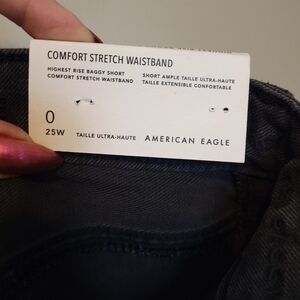 COMFORT STRETCH WAISTBAND
HIGHEST RISE BAGGY SHORT
COMFORT STRETCH WAISTBAND
SHORT AMPLE TAILLE ULTRA-HAUTE
TAILLE EXTENSIBLE CONFORTABLE
0
25W
TAILLE ULTRA-HAUTE
AMERICAN EAGLE